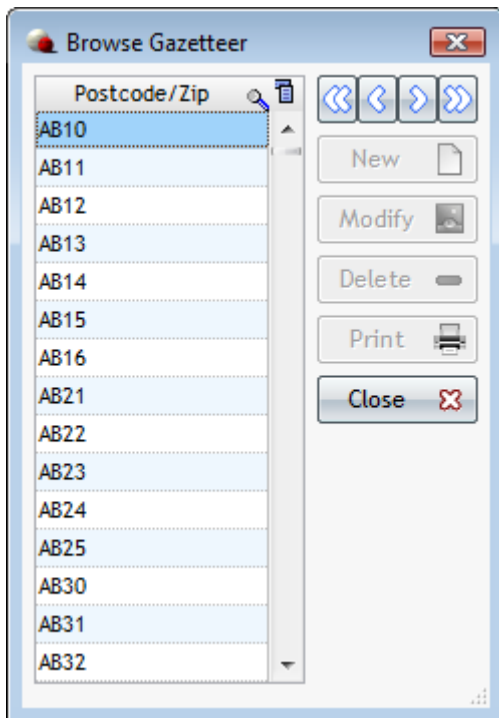 Browse Gazetteer
Postcode/Zip
AB10
AB11
AB12
AB13
AB14
AB15
AB16
AB21
AB22
AB23
AB24
AB25
AB30
AB31
AB32
New
Modify
Delete
Print
Close